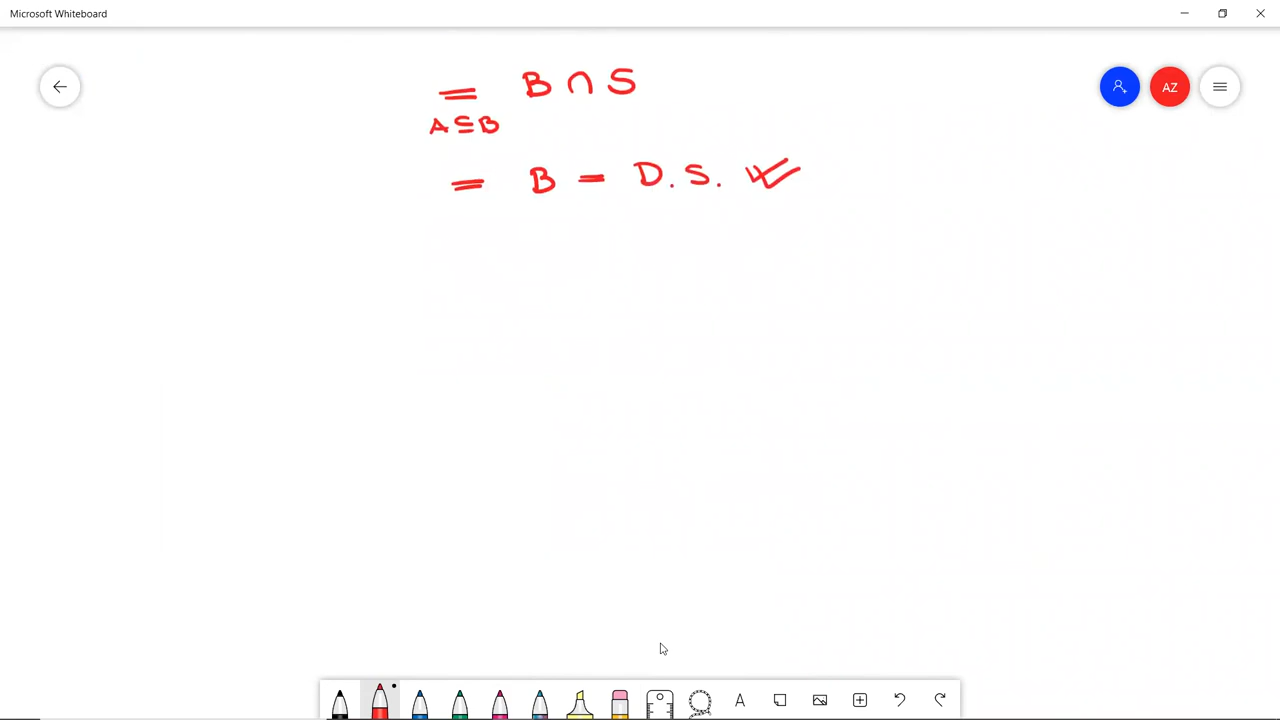 Microsoft Whiteboard
= B ∩ S
A ⊆ B
AZ
= B = D.S.
A